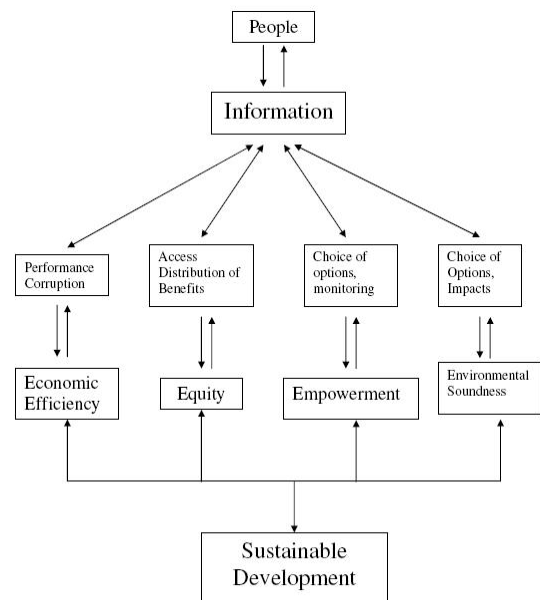 People
Information
Performance
Corruption
Access
Distribution of
Benefits
Choice of
options,
monitoring
Choice of
Options,
Impacts
Economic
Efficiency
Equity
Empowerment
Environmental
Soundness
Sustainable
Development